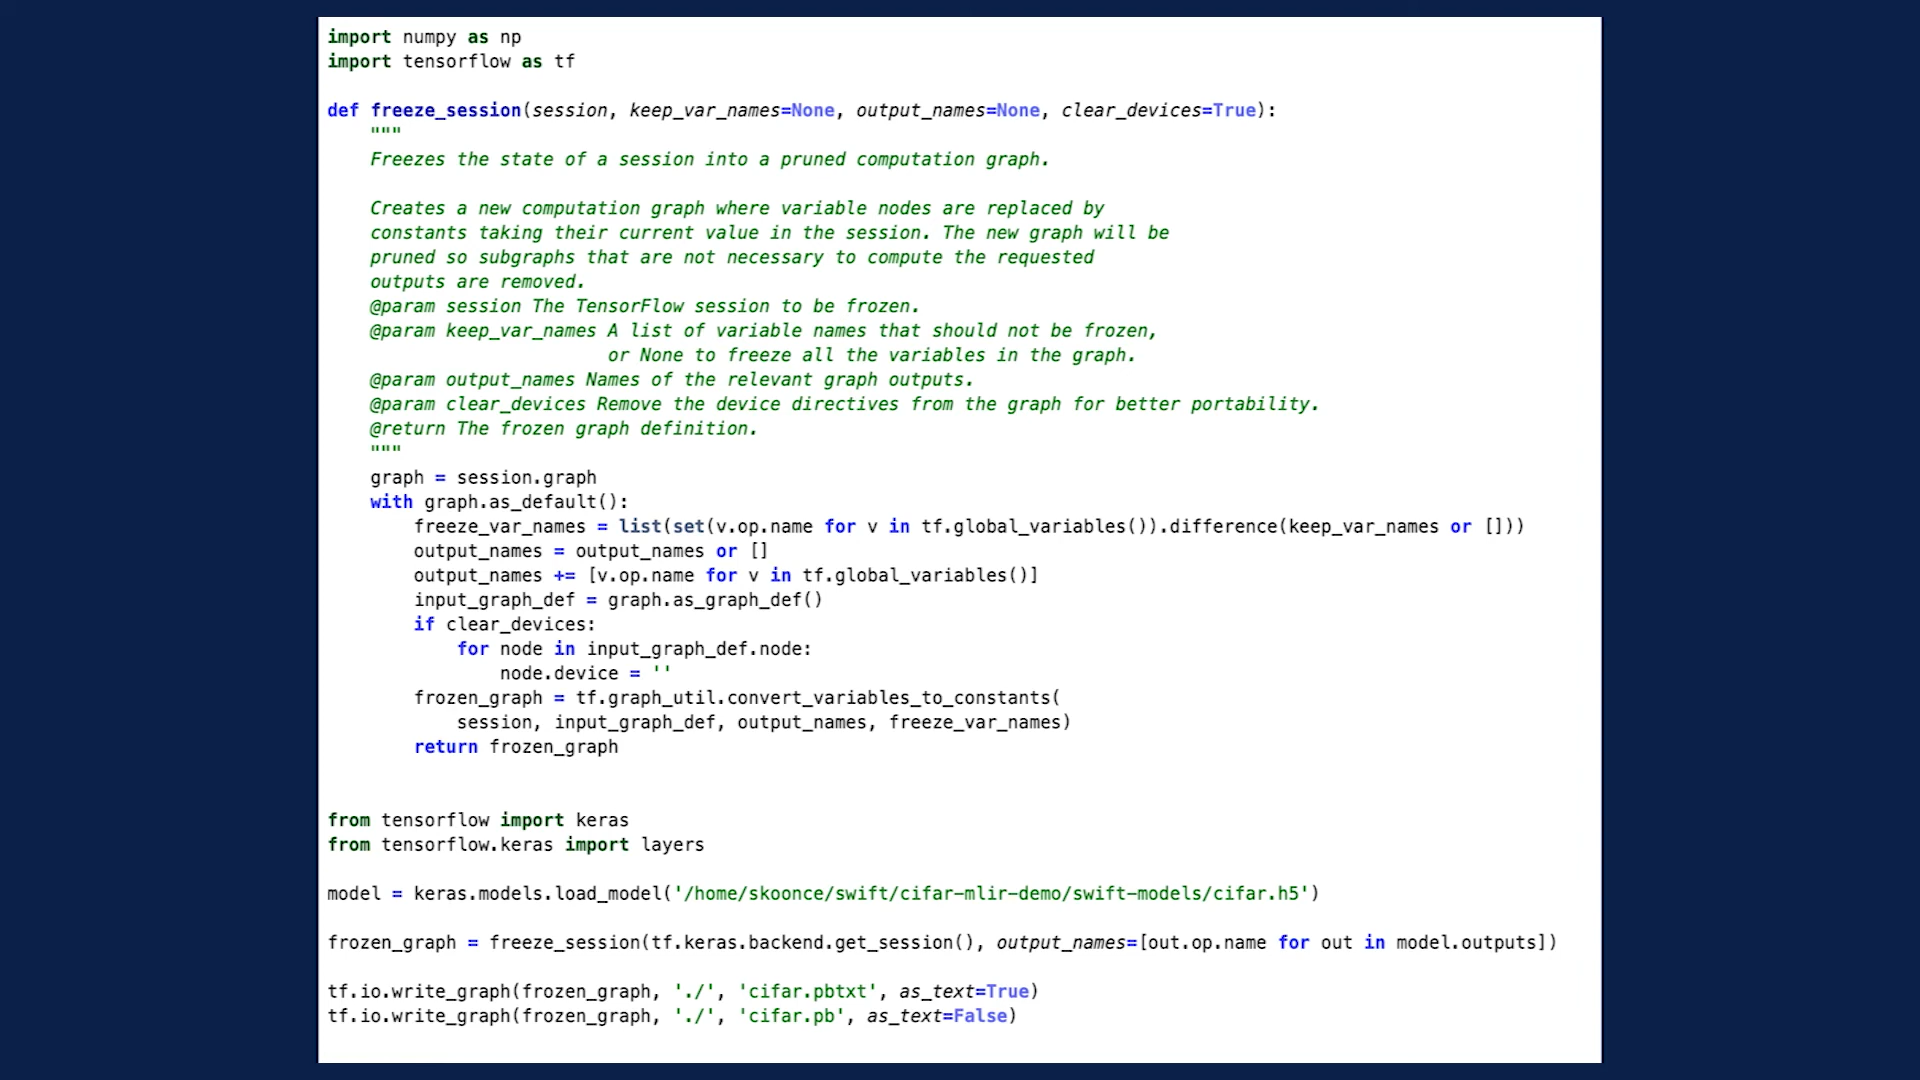 import numpy as np
import tensorflow as tf
def freeze_session(session, keep_var_names=None, output_names=None, clear_devices=True):
"""
Freezes the state of a session into a pruned computation graph.
Creates a new computation graph where variable nodes are replaced by
constants taking their current value in the session. The new graph will be
pruned so subgraphs that are not necessary to compute the requested
outputs are removed.
@param session The TensorFlow session to be frozen.
@param keep_var_names A list of variable names that should not be frozen,
or None to freeze all the variables in the graph.
@param output_names Names of the relevant graph outputs.
@param clear_devices Remove the device directives from the graph for better portability.
@return The frozen graph definition.
"""
graph = session.graph
with graph.as_default():
freeze_var_names = list(set(v.op.name for v in tf.global_variables()).difference(keep_var_names or []))
output_names = output_names or []
output_names += [v.op.name for v in tf.global_variables()]
input_graph_def = graph.as_graph_def()
if clear_devices:
for node in input_graph_def.node:
node.device = ''
frozen_graph = tf.graph_util.convert_variables_to_constants(
session, input_graph_def, output_names, freeze_var_names)
return frozen_graph
from tensorflow import keras
from tensorflow.keras import layers
model = keras.models.load_model('/home/skoonce/swift/cifar-mlir-demo/swift-models/cifar.h5')
frozen_graph = freeze_session(tf.keras.backend.get_session(), output_names=[out.op.name for out in model.outputs])
tf.io.write_graph(frozen_graph, './', 'cifar.pbtxt', as_text=True)
tf.io.write_graph(frozen_graph, './', 'cifar.pb', as_text=False)